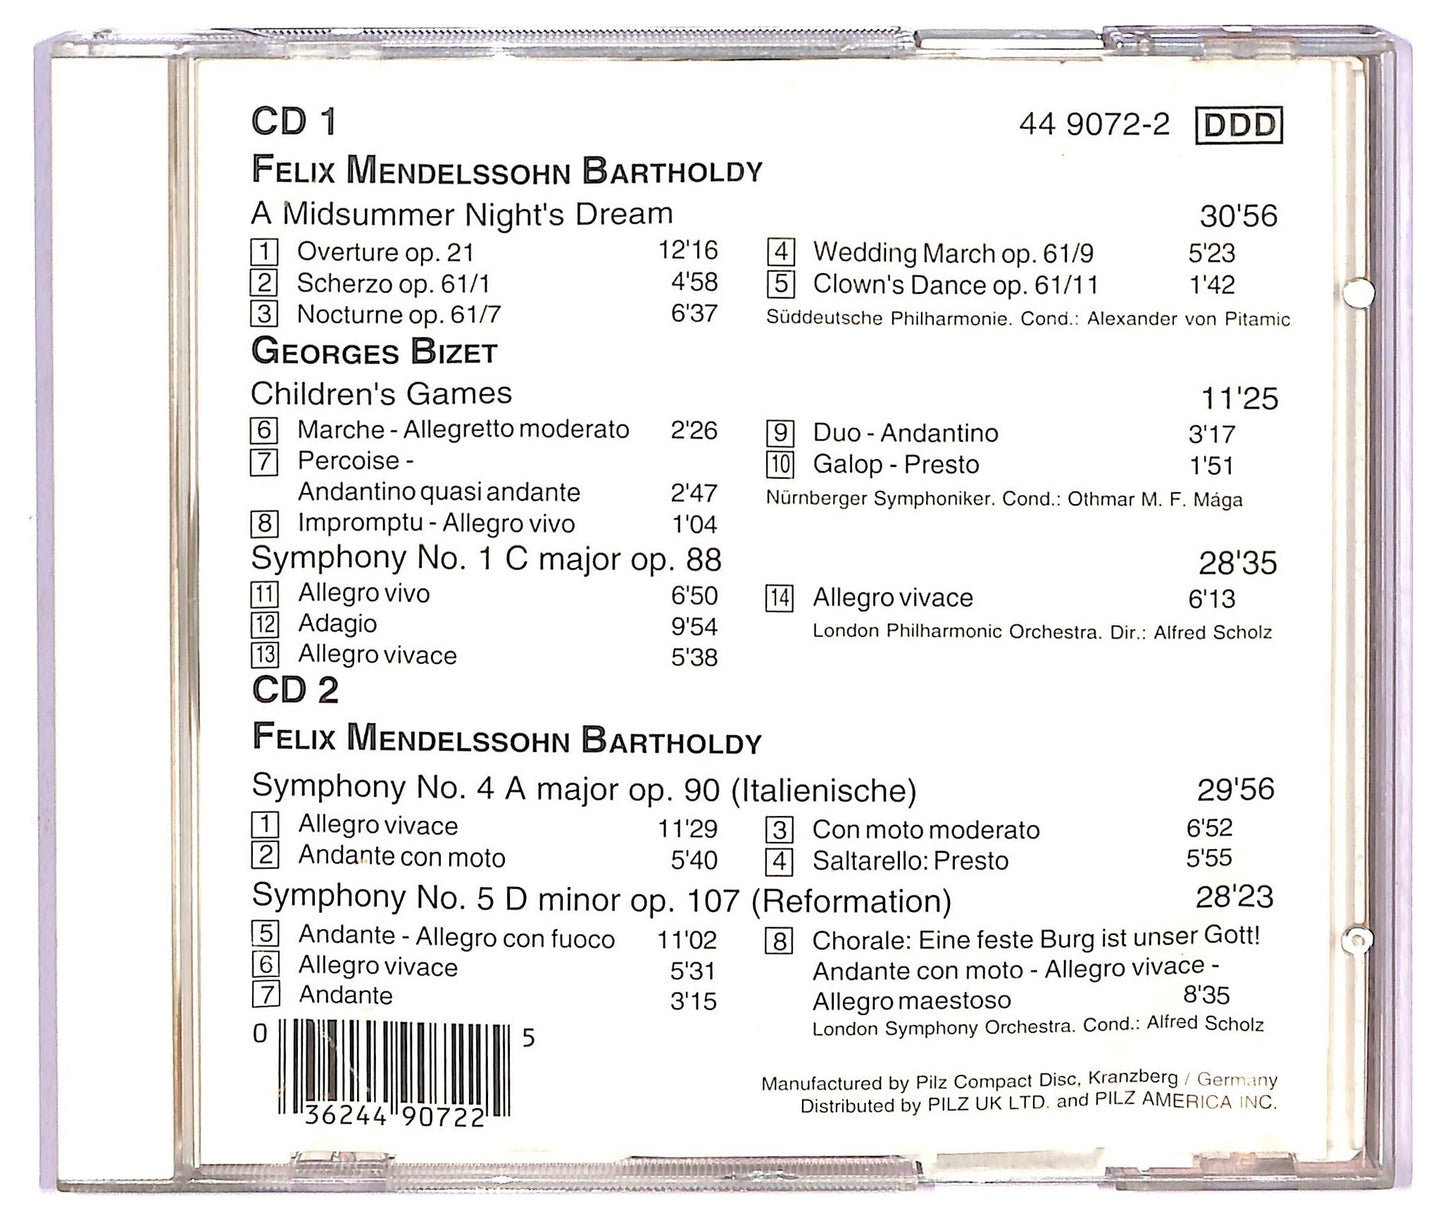 CD 1 44 9072-2 DDD
FELIX MENDELSSOHN BARTHOLDY
A Midsummer Night's Dream 30'56
1 Overture op. 21 12'16
2 Scherzo op. 61/1 4'58
3 Nocturne op. 61/7 6'37
4 Wedding March op. 61/9 5'23
5 Clown's Dance op. 61/11 1'42
Süddeutsche Philharmonie. Cond.: Alexander von Pitamic
GEORGES BIZET
Children's Games 11'25
6 Marche - Allegretto moderato 2'26
7 Percoise -
Andantino quasi andante 2'47
8 Impromptu - Allegro vivo 1'04
9 Duo - Andantino 3'17
10 Galop - Presto 1'51
Nürnberger Symphoniker. Cond.: Othmar M. F. Mága
Symphony No. 1 C major op. 88 28'35
11 Allegro vivo 6'50
12 Adagio 9'54
13 Allegro vivace 5'38
14 Allegro vivace 6'13
London Philharmonic Orchestra. Dir.: Alfred Scholz
CD 2
FELIX MENDELSSOHN BARTHOLDY
Symphony No. 4 A major op. 90 (Italienische) 29'56
1 Allegro vivace 11'29
2 Andante con moto 5'40
3 Con moto moderato 6'52
4 Saltarello: Presto 5'55
Symphony No. 5 D minor op. 107 (Reformation) 28'23
5 Andante - Allegro con fuoco 11'02
6 Allegro vivace 5'31
7 Andante 3'15
8 Chorale: Eine feste Burg ist unser Gott!
Andante con moto - Allegro vivace -
Allegro maestoso 8'35
London Symphony Orchestra. Cond.: Alfred Scholz
0 36244 90722 5
Manufactured by Pilz Compact Disc, Kranzberg / Germany
Distributed by PILZ UK LTD. and PILZ AMERICA INC.